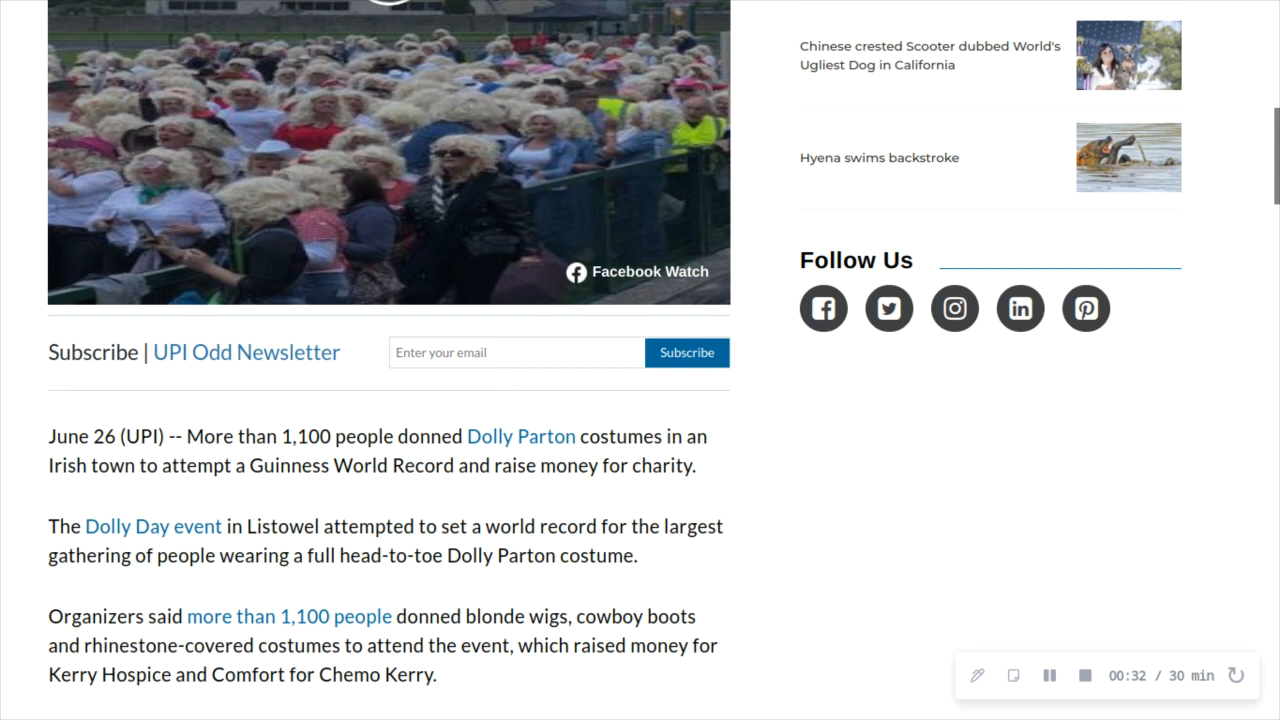 Chinese crested Scooter dubbed World's
Ugliest Dog in California
Hyena swims backstroke
Follow Us
Facebook Watch
Subscribe | UPI Odd Newsletter
Enter your email
Subscribe
June 26 (UPI) -- More than 1,100 people donned Dolly Parton costumes in an
Irish town to attempt a Guinness World Record and raise money for charity.
The Dolly Day event in Listowel attempted to set a world record for the largest
gathering of people wearing a full head-to-toe Dolly Parton costume.
Organizers said more than 1,100 people donned blonde wigs, cowboy boots
and rhinestone-covered costumes to attend the event, which raised money for
Kerry Hospice and Comfort for Chemo Kerry.
00:32 / 30 min